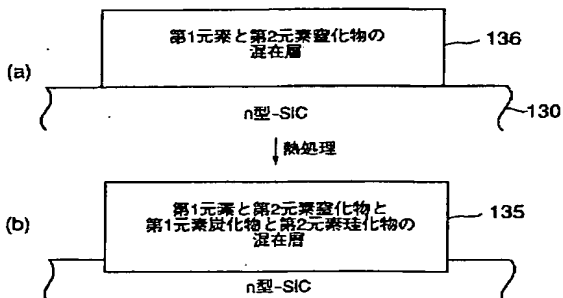 第1元素と第2元素窒化物の
混在層
136
(a)
n型-SiC
130
熱処理
第1元素と第2元素窒化物と
第1元素炭化物と第2元素珪化物の
混在層
135
(b)
n型-SiC